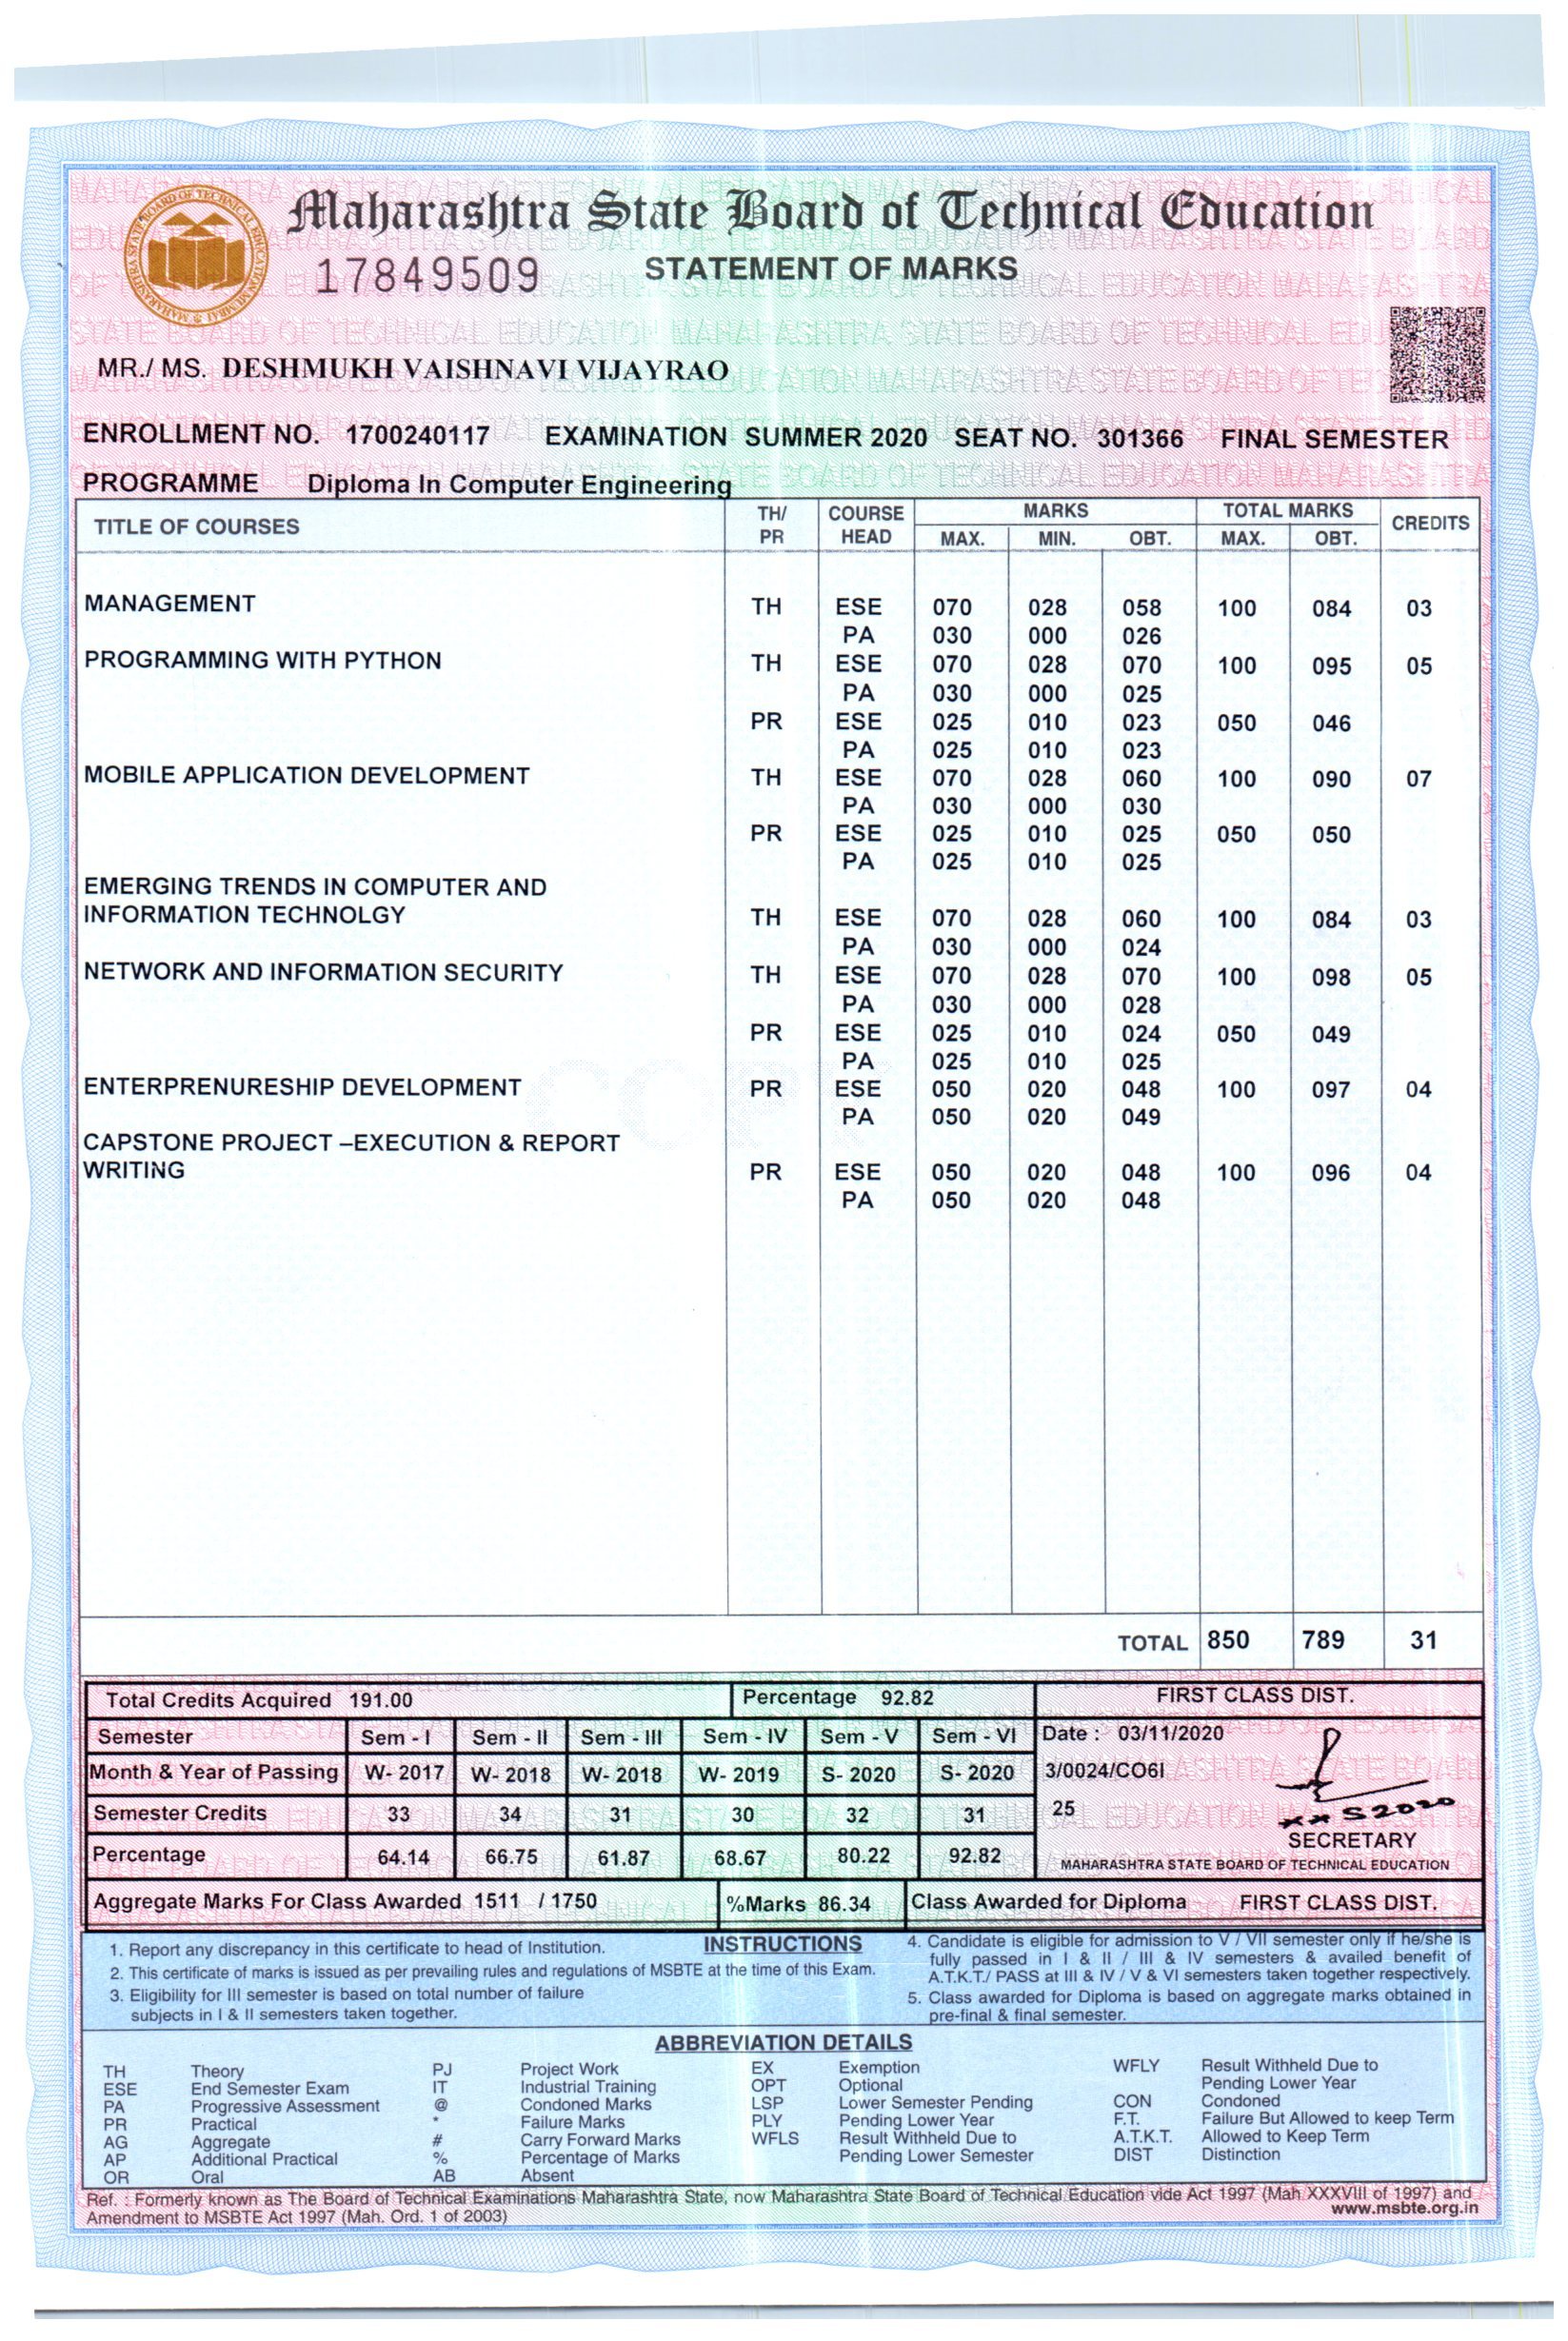 Maharashtra State Board of Technical Education
17849509 STATEMENT OF MARKS
MR./ MS. DESHMUKH VAISHNAVI VIJAYRAO
ENROLLMENT NO. 1700240117 EXAMINATION SUMMER 2020 SEAT NO. 301366 FINAL SEMESTER
PROGRAMME Diploma In Computer Engineering
TITLE OF COURSES TH/ PR COURSE HEAD MARKS TOTAL MARKS CREDITS
MAX. MIN. OBT. MAX. OBT.
MANAGEMENT TH ESE 070 028 058 100 084 03
PA 030 000 026
PROGRAMMING WITH PYTHON TH ESE 070 028 070 100 095 05
PA 030 000 025
PR ESE 025 010 023 050 046
PA 025 010 023
MOBILE APPLICATION DEVELOPMENT TH ESE 070 028 060 100 090 07
PA 030 000 030
PR ESE 025 010 025 050 050
PA 025 010 025
EMERGING TRENDS IN COMPUTER AND
INFORMATION TECHNOLGY TH ESE 070 028 060 100 084 03
PA 030 000 024
NETWORK AND INFORMATION SECURITY TH ESE 070 028 070 100 098 05
PA 030 000 028
PR ESE 025 010 024 050 049
PA 025 010 025
ENTERPRENURESHIP DEVELOPMENT PR ESE 050 020 048 100 097 04
PA 050 020 049
CAPSTONE PROJECT –EXECUTION & REPORT
WRITING PR ESE 050 020 048 100 096 04
PA 050 020 048
COPY
TOTAL 850 789 31
Total Credits Acquired 191.00 Percentage 92.82 FIRST CLASS DIST.
Semester Sem - I Sem - II Sem - III Sem - IV Sem - V Sem - VI Date : 03/11/2020
Month & Year of Passing W- 2017 W- 2018 W- 2018 W- 2019 S- 2020 S- 2020 3/0024/CO6I
Semester Credits 33 34 31 30 32 31 25
S2020
SECRETARY
Percentage 64.14 66.75 61.87 68.67 80.22 92.82 MAHARASHTRA STATE BOARD OF TECHNICAL EDUCATION
Aggregate Marks For Class Awarded 1511 / 1750 %Marks 86.34 Class Awarded for Diploma FIRST CLASS DIST.
INSTRUCTIONS
1. Report any discrepancy in this certificate to head of Institution.
2. This certificate of marks is issued as per prevailing rules and regulations of MSBTE at the time of this Exam.
3. Eligibility for III semester is based on total number of failure
subjects in I & II semesters taken together.
4. Candidate is eligible for admission to V / VII semester only if he/she is
fully passed in I & II / III & IV semesters & availed benefit of
A.T.K.T./ PASS at III & IV / V & VI semesters taken together respectively.
5. Class awarded for Diploma is based on aggregate marks obtained in
pre-final & final semester.
ABBREVIATION DETAILS
TH Theory PJ Project Work EX Exemption WFLY Result Withheld Due to
ESE End Semester Exam IT Industrial Training OPT Optional Pending Lower Year
PA Progressive Assessment @ Condoned Marks LSP Lower Semester Pending CON Condoned
PR Practical * Failure Marks PLY Pending Lower Year F.T. Failure But Allowed to keep Term
AG Aggregate # Carry Forward Marks WFLS Result Withheld Due to A.T.K.T. Allowed to Keep Term
AP Additional Practical % Percentage of Marks Pending Lower Semester DIST Distinction
OR Oral AB Absent
Ref. : Formerly known as The Board of Technical Examinations Maharashtra State, now Maharashtra State Board of Technical Education vide Act 1997 (Mah XXXVIII of 1997) and
Amendment to MSBTE Act 1997 (Mah. Ord. 1 of 2003) www.msbte.org.in